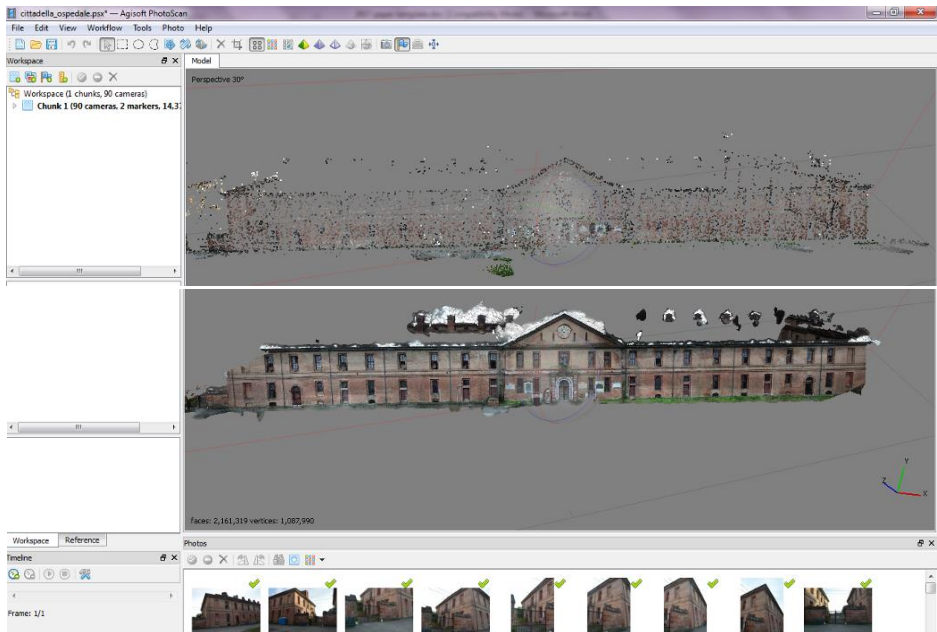 cittadella_ospedale.psx* — Agisoft PhotoScan
File Edit View Workflow Tools Photo Help
Workspace
Model
Perspective 30°
Workspace (1 chunks, 90 cameras)
Chunk 1 (90 cameras, 2 markers, 14,37
Y
Z
X
faces: 2,161,319 vertices: 1,087,990
Workspace Reference
Photos
Timeline
Frame: 1/1